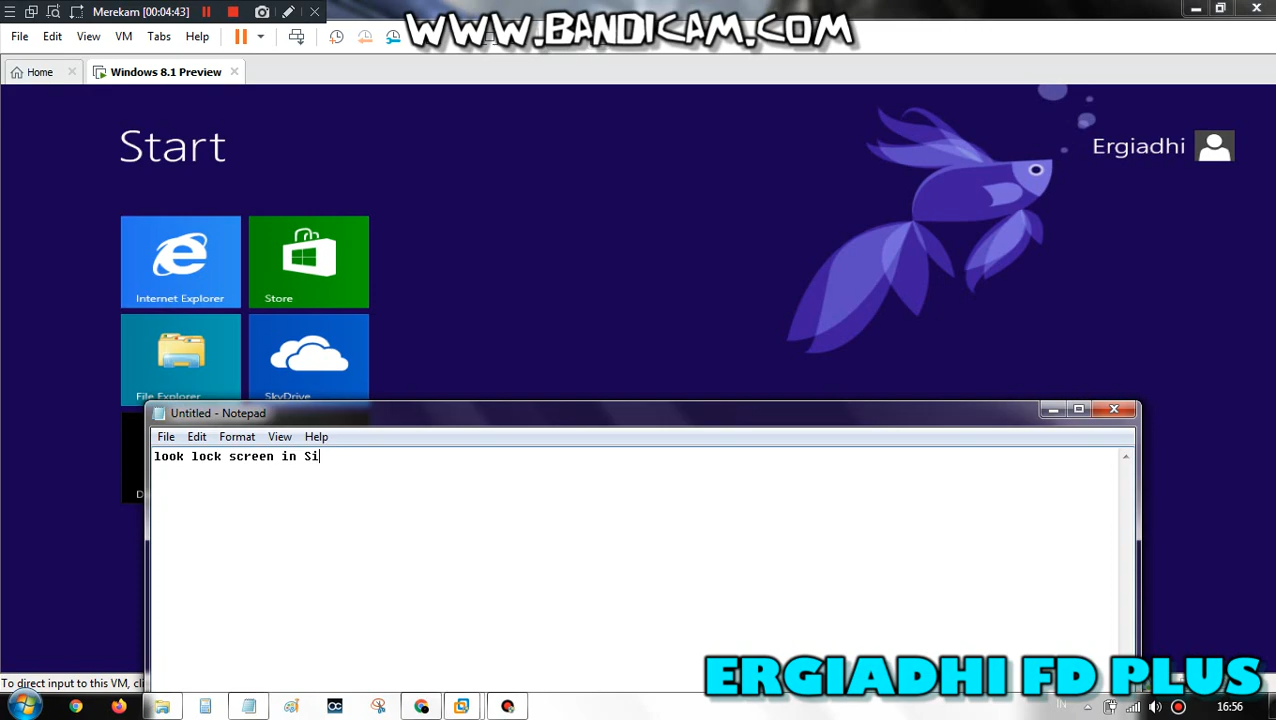 Merekam [00:04:43]
WWW.BANDICAM.COM
File Edit View VM Tabs Help
Home
Windows 8.1 Preview
Start
Ergiadhi
Internet Explorer
Store
File Explorer
SkyDrive
Untitled - Notepad
File Edit Format View Help
look lock screen in Si
D
ERGIADHI FD PLUS
To direct input to this VM, cli
IN
16:56